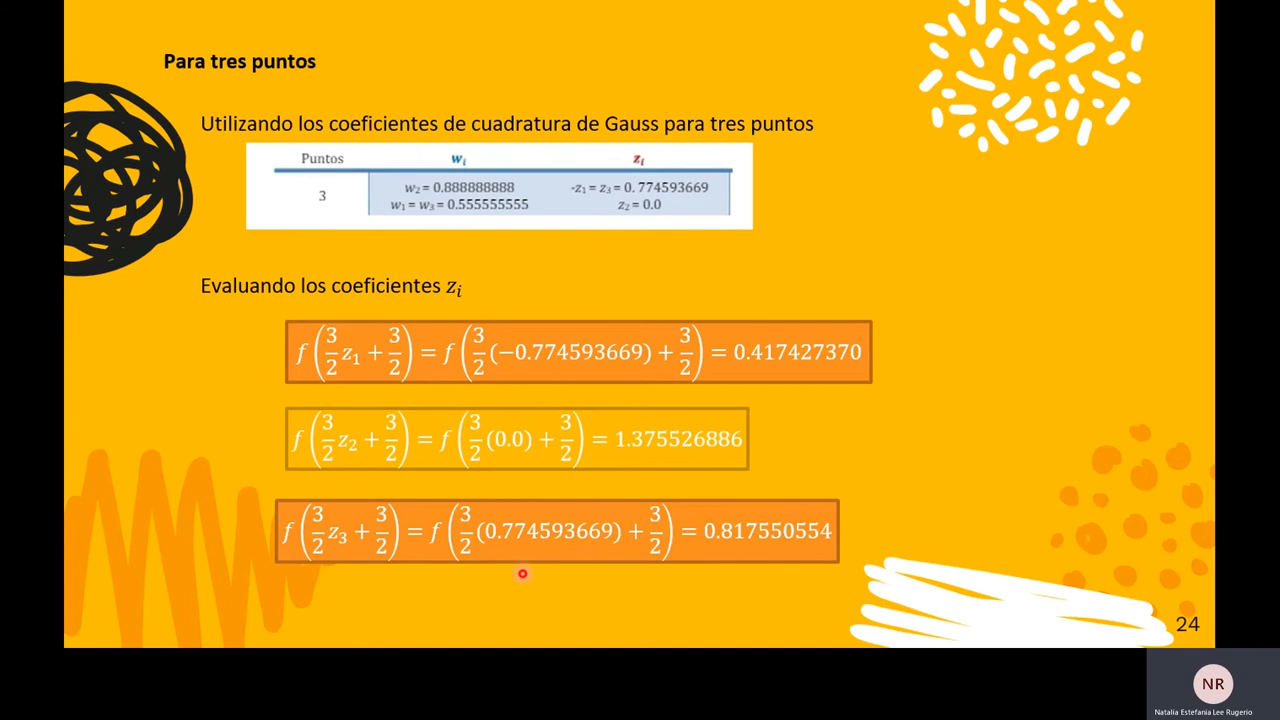 Para tres puntos
Utilizando los coeficientes de cuadratura de Gauss para tres puntos
Puntos wᵢ zᵢ
3
w₂ = 0.888888888 -z₁ = z₃ = 0. 774593669
w₁ = w₃ = 0.555555555 z₂ = 0.0
Evaluando los coeficientes zᵢ
f(3/2 z₁ + 3/2) = f(3/2 (−0.774593669) + 3/2) = 0.417427370
f(3/2 z₂ + 3/2) = f(3/2 (0.0) + 3/2) = 1.375526886
f(3/2 z₃ + 3/2) = f(3/2 (0.774593669) + 3/2) = 0.817550554
24
NR
Natalia Estefania Lee Rugerio